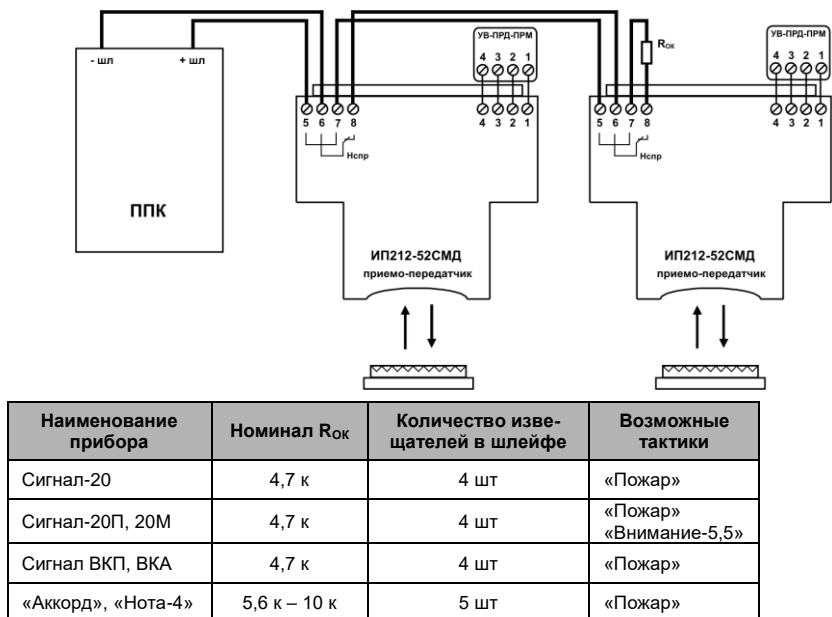 УВ-ПРД-ПРМ
4 3 2 1
УВ-ПРД-ПРМ
4 3 2 1
- шл + шл
Rок
5 6 7 8
4 3 2 1
5 6 7 8
4 3 2 1
Нспр
Нспр
ППК
ИП212-52СМД
приемо-передатчик
ИП212-52СМД
приемо-передатчик
Наименование прибора
Номинал Rок
Количество изве-
щателей в шлейфе
Возможные
тактики
Сигнал-20 4,7 к 4 шт «Пожар»
Сигнал-20П, 20М 4,7 к 4 шт «Пожар»
«Внимание-5,5»
Сигнал ВКП, ВКА 4,7 к 4 шт «Пожар»
«Аккорд», «Нота-4» 5,6 к – 10 к 5 шт «Пожар»